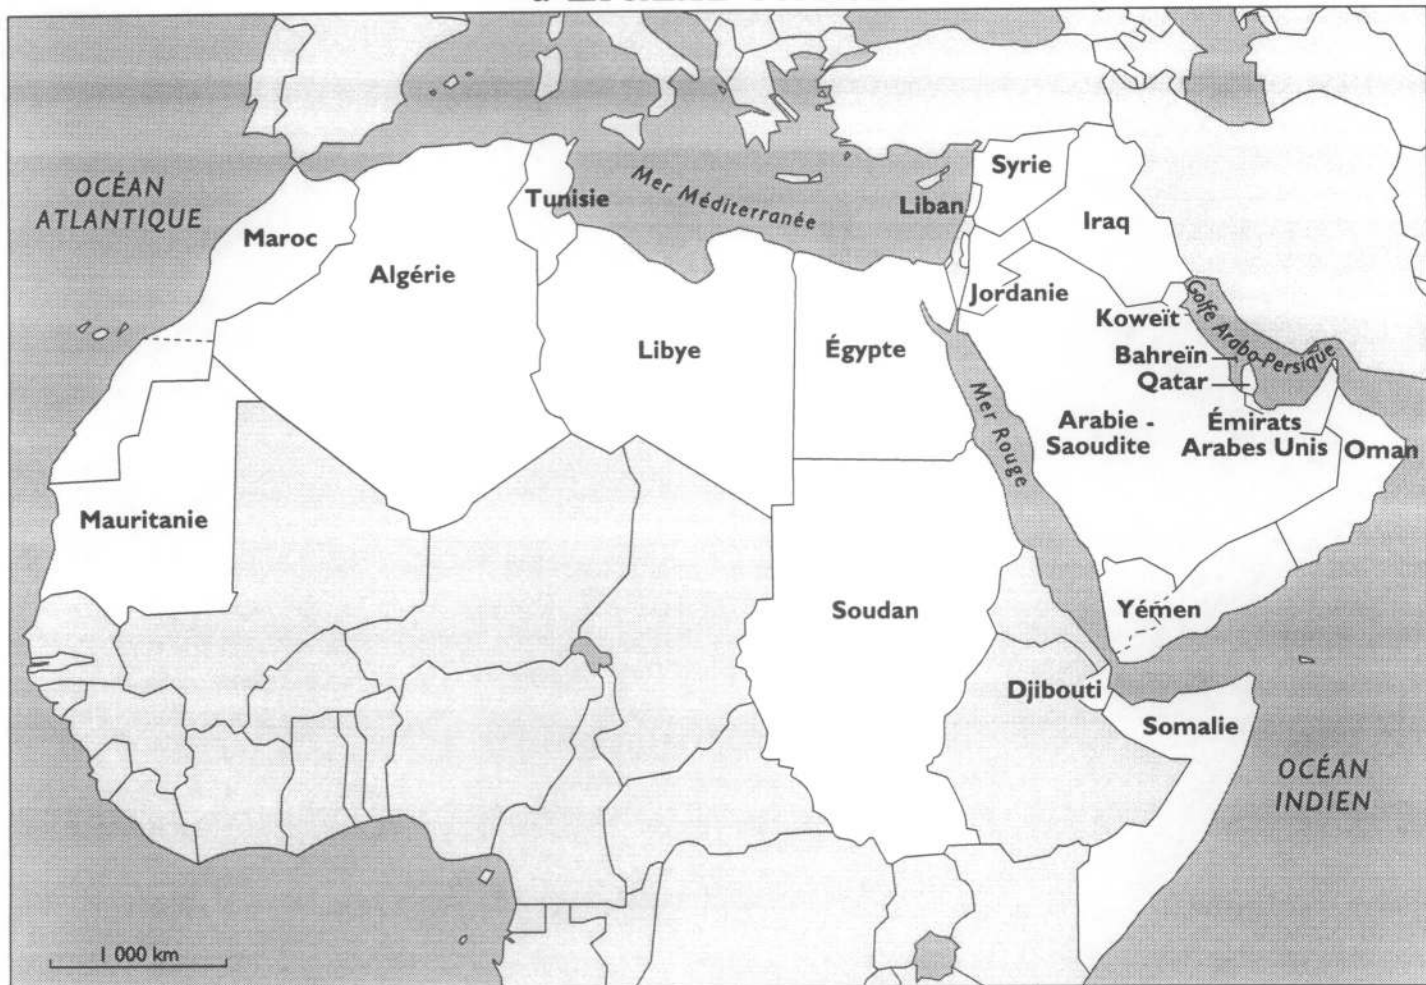 OCÉAN
ATLANTIQUE
Maroc
Algérie
Tunisie
Mer Méditerranée
Liban
Syrie
Iraq
Jordanie
Koweït
Golfe Arabo-Persique
Bahreïn
Qatar
Libye
Égypte
Mer Rouge
Arabie -
Saoudite
Émirats
Arabes Unis
Oman
Mauritanie
Soudan
Yémen
Djibouti
Somalie
OCÉAN
INDIEN
1 000 km